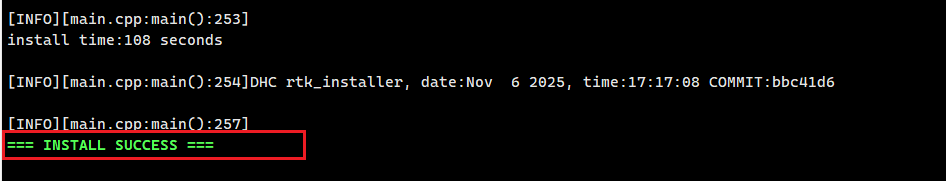 [INFO][main.cpp:main():253]
install time:108 seconds
[INFO][main.cpp:main():254]DHC rtk_installer, date:Nov  6 2025, time:17:17:08 COMMIT:bbc41d6
[INFO][main.cpp:main():257]
=== INSTALL SUCCESS ===